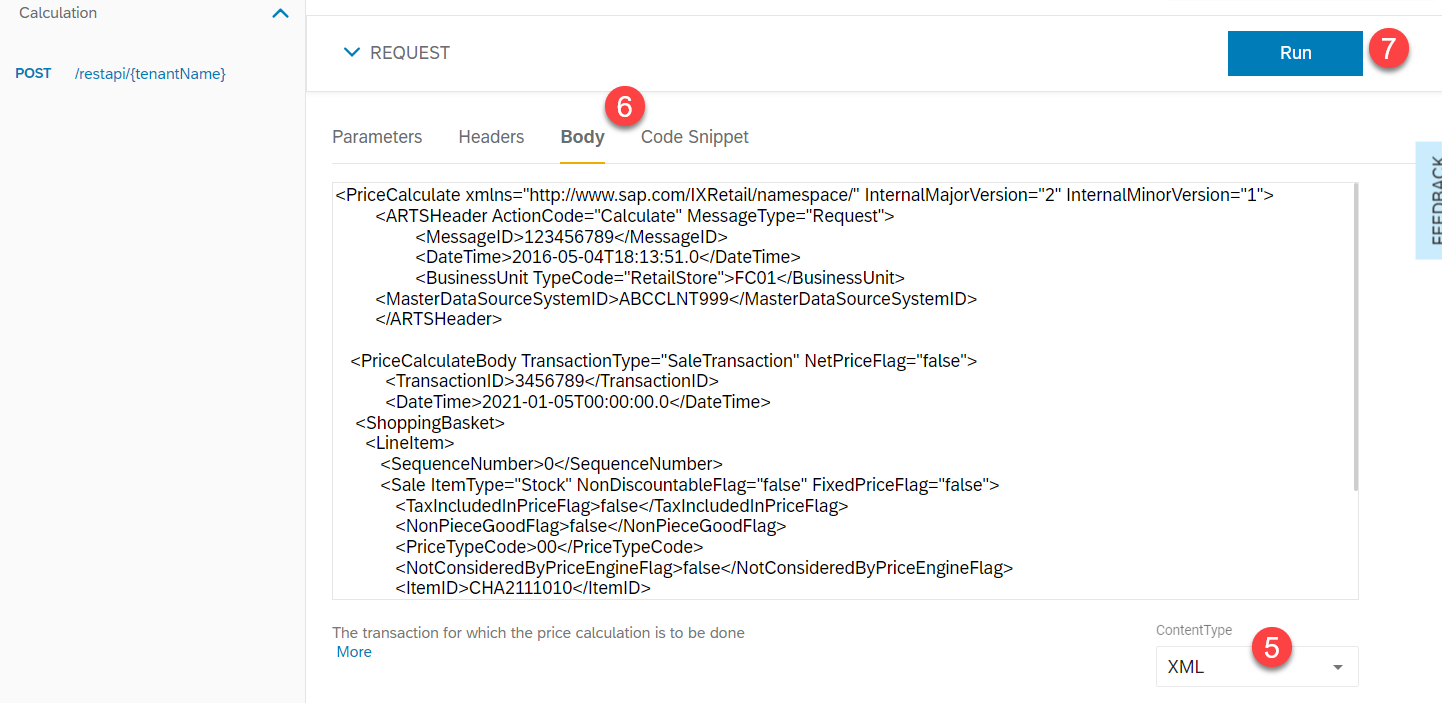 Calculation
POST /restapi/{tenantName}
REQUEST
Run
7
6
Parameters Headers Body Code Snippet
<PriceCalculate xmlns="http://www.sap.com/IXRetail/namespace/" InternalMajorVersion="2" InternalMinorVersion="1">
<ARTSHeader ActionCode="Calculate" MessageType="Request">
<MessageID>123456789</MessageID>
<DateTime>2016-05-04T18:13:51.0</DateTime>
<BusinessUnit TypeCode="RetailStore">FC01</BusinessUnit>
<MasterDataSourceSystemID>ABCCLNT999</MasterDataSourceSystemID>
</ARTSHeader>
<PriceCalculateBody TransactionType="SaleTransaction" NetPriceFlag="false">
<TransactionID>3456789</TransactionID>
<DateTime>2021-01-05T00:00:00.0</DateTime>
<ShoppingBasket>
<LineItem>
<SequenceNumber>0</SequenceNumber>
<Sale ItemType="Stock" NonDiscountableFlag="false" FixedPriceFlag="false">
<TaxIncludedInPriceFlag>false</TaxIncludedInPriceFlag>
<NonPieceGoodFlag>false</NonPieceGoodFlag>
<PriceTypeCode>00</PriceTypeCode>
<NotConsideredByPriceEngineFlag>false</NotConsideredByPriceEngineFlag>
<ItemID>CHA2111010</ItemID>
FEEDBACK
The transaction for which the price calculation is to be done
More
ContentType
5
XML